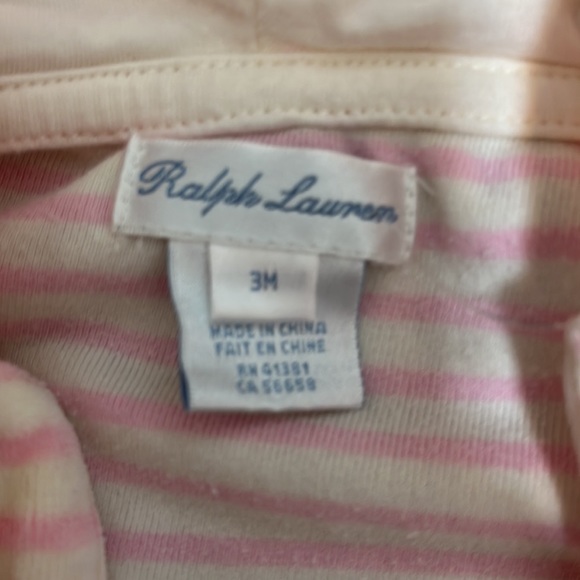 Ralph Lauren
3M
MADE IN CHINA
FAIT EN CHINE
RN 41381
CA 56658